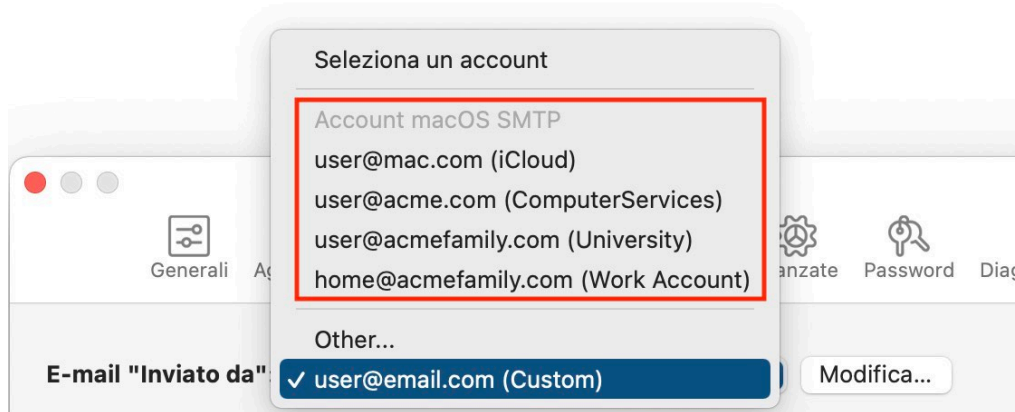 Seleziona un account
Account macOS SMTP
user@mac.com (iCloud)
user@acme.com (ComputerServices)
user@acmefamily.com (University)
home@acmefamily.com (Work Account)
Generali
Password
Other...
E-mail "Inviato da"
✓ user@email.com (Custom)
Modifica...